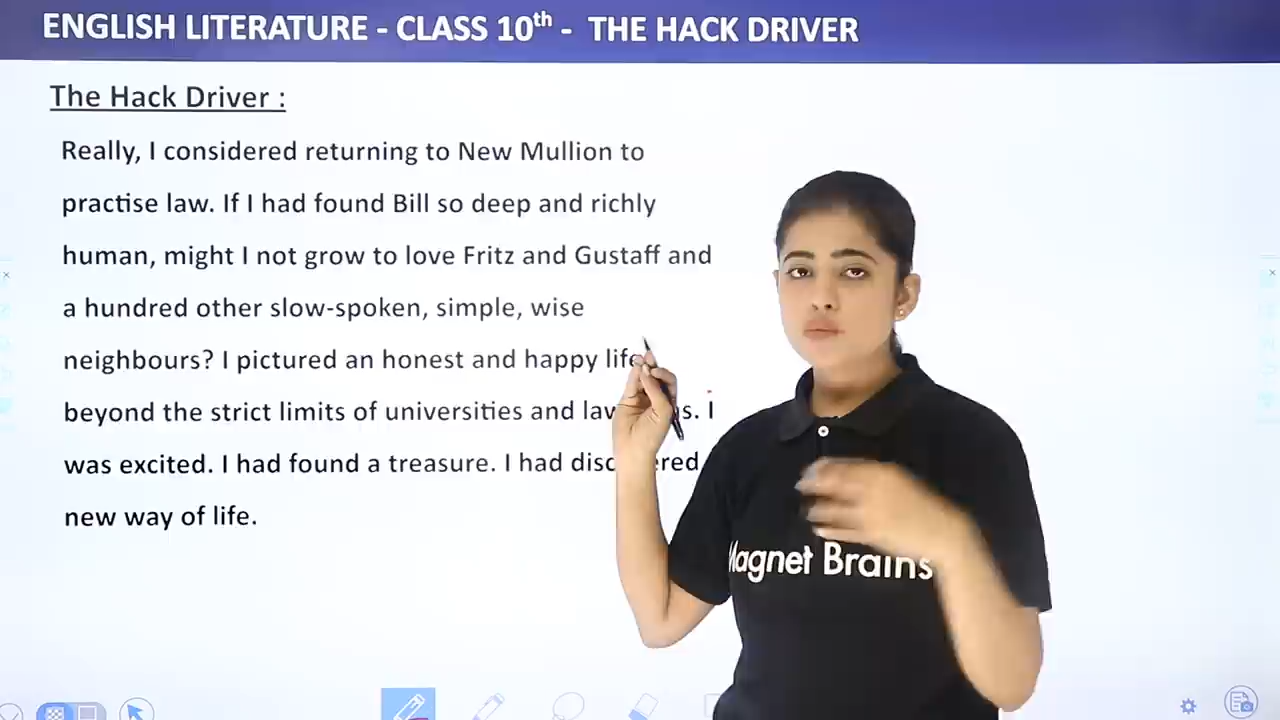 ENGLISH LITERATURE - CLASS 10th - THE HACK DRIVER
The Hack Driver :
Really, I considered returning to New Mullion to
practise law. If I had found Bill so deep and richly
human, might I not grow to love Fritz and Gustaff and
a hundred other slow-spoken, simple, wise
neighbours? I pictured an honest and happy life
beyond the strict limits of universities and law I
was excited. I had found a treasure. I had
new way of life.
Magnet Brains